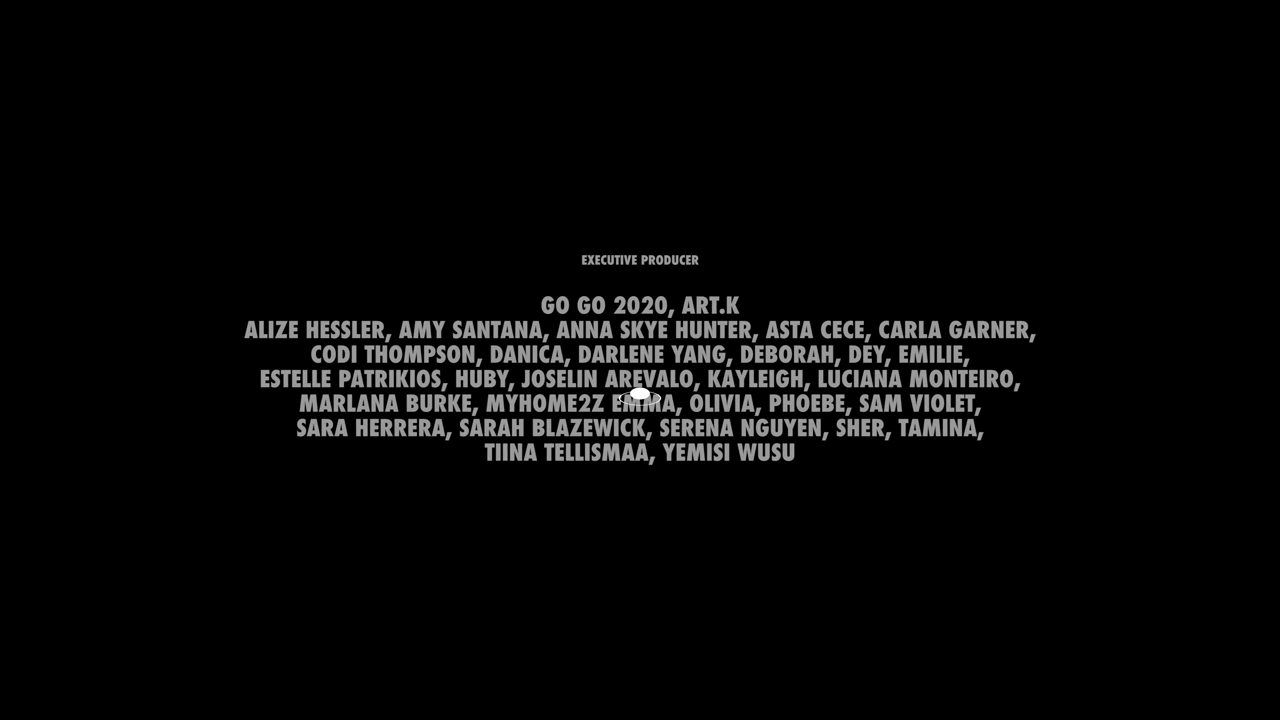 EXECUTIVE PRODUCER
GO GO 2020, ART.K
ALIZE HESSLER, AMY SANTANA, ANNA SKYE HUNTER, ASTA CECE, CARLA GARNER,
CODI THOMPSON, DANICA, DARLENE YANG, DEBORAH, DEY, EMILIE,
ESTELLE PATRIKIOS, HUBY, JOSELIN AREVALO, KAYLEIGH, LUCIANA MONTEIRO,
MARLANA BURKE, MYHOME2Z EMMA, OLIVIA, PHOEBE, SAM VIOLET,
SARA HERRERA, SARAH BLAZEWICK, SERENA NGUYEN, SHER, TAMINA,
TIINA TELLISMAA, YEMISI WUSU